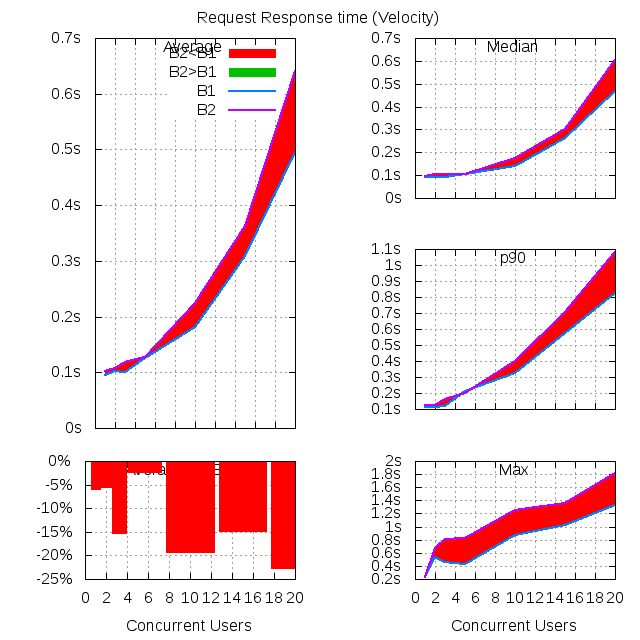 Request Response time (Velocity)
Average
B2<B1
B2>B1
B1
B2
0.7s
0.6s
0.5s
0.4s
0.3s
0.2s
0.1s
0s
Median
0.7s
0.6s
0.5s
0.4s
0.3s
0.2s
0.1s
0s
p90
1.1s
1s
0.9s
0.8s
0.7s
0.6s
0.5s
0.4s
0.3s
0.2s
0.1s
0%
-5%
-10%
-15%
-20%
-25%
0 2 4 6 8 10 12 14 16 18 20
Concurrent Users
Max
2s
1.8s
1.6s
1.4s
1.2s
1s
0.8s
0.6s
0.4s
0.2s
0 2 4 6 8 10 12 14 16 18 20
Concurrent Users